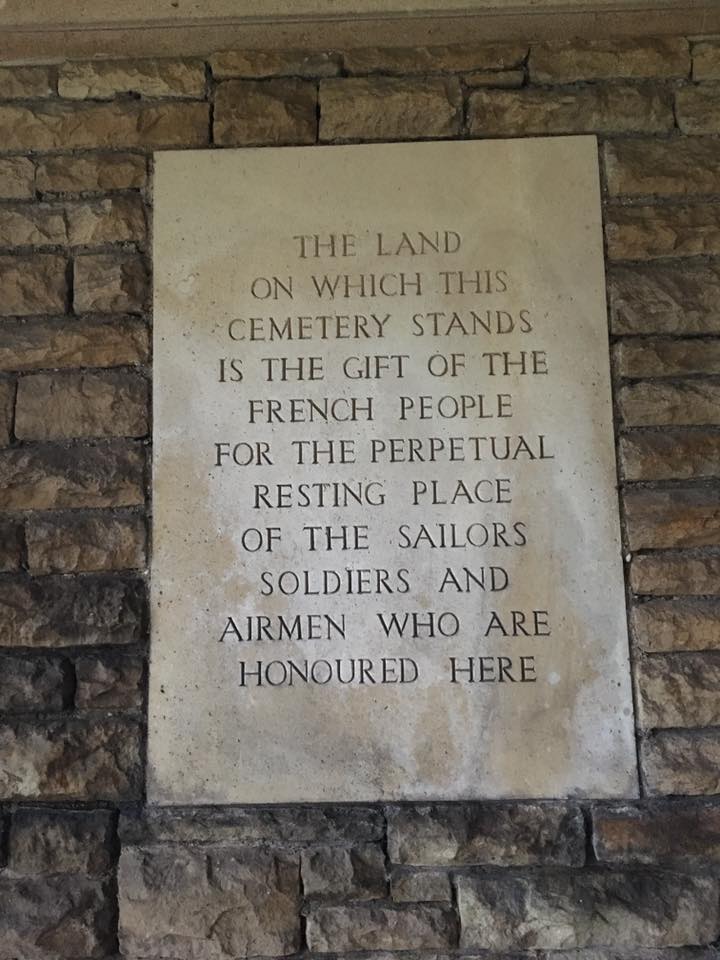 THE LAND
ON WHICH THIS
CEMETERY STANDS
IS THE GIFT OF THE
FRENCH PEOPLE
FOR THE PERPETUAL
RESTING PLACE
OF THE SAILORS
SOLDIERS AND
AIRMEN WHO ARE
HONOURED HERE